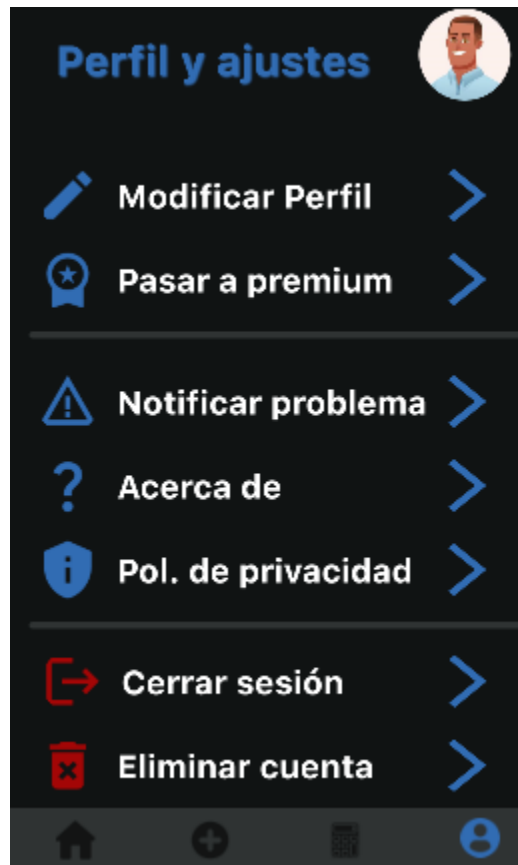 Perfil y ajustes
Modificar Perfil
Pasar a premium
Notificar problema
Acerca de
Pol. de privacidad
Cerrar sesión
Eliminar cuenta